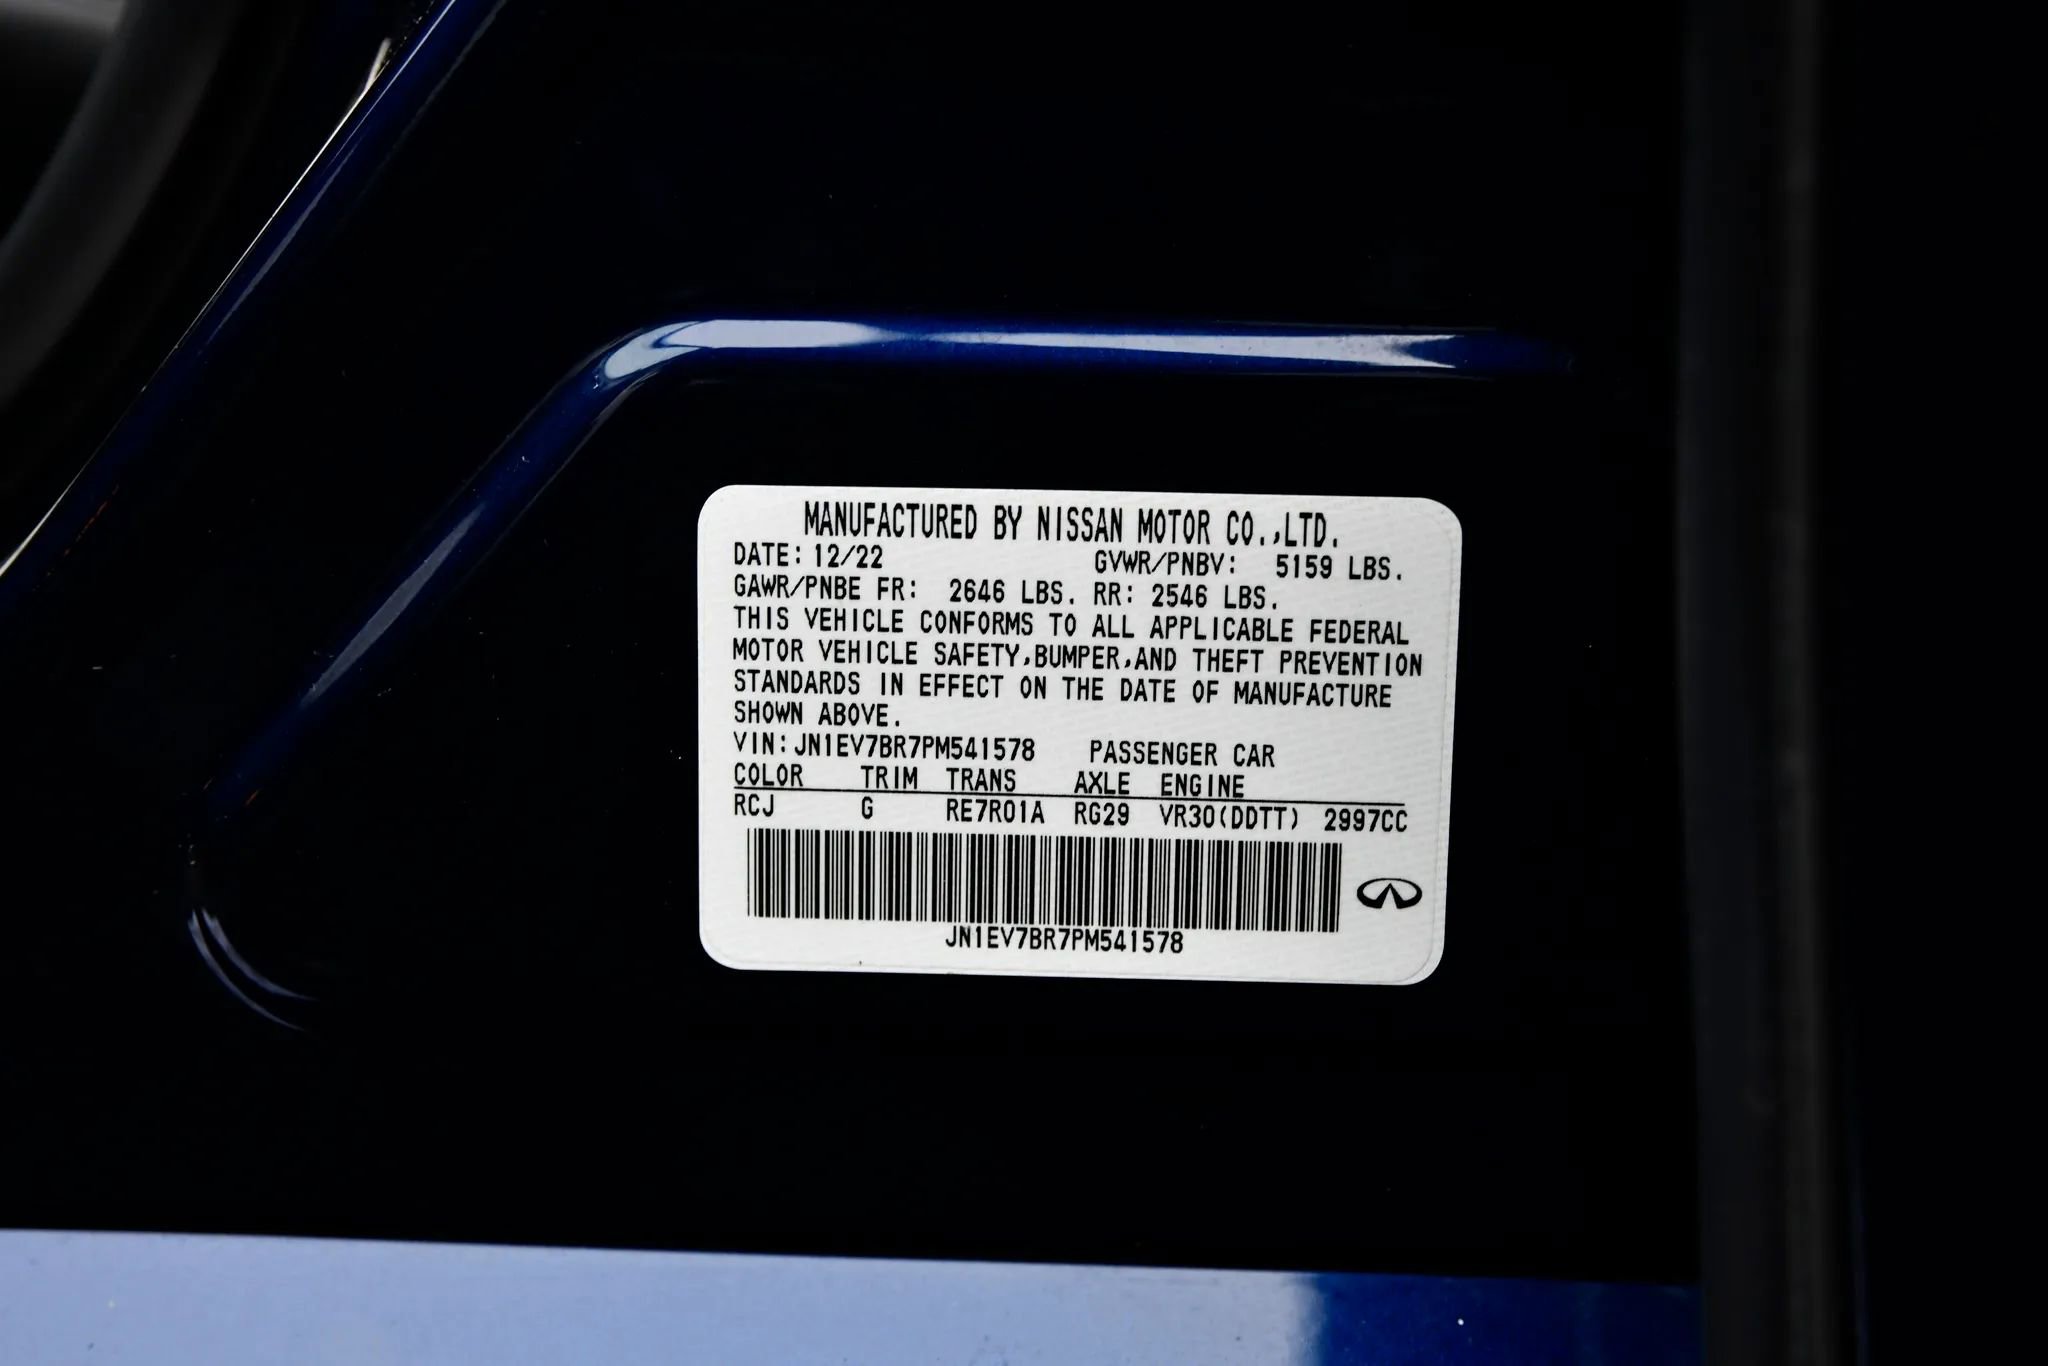 MANUFACTURED BY NISSAN MOTOR CO.,LTD.
DATE: 12/22 GVWR/PNBV: 5159 LBS.
GAWR/PNBE FR: 2646 LBS. RR: 2546 LBS.
THIS VEHICLE CONFORMS TO ALL APPLICABLE FEDERAL
MOTOR VEHICLE SAFETY,BUMPER,AND THEFT PREVENTION
STANDARDS IN EFFECT ON THE DATE OF MANUFACTURE
SHOWN ABOVE.
VIN: JN1EV7BR7PM541578 PASSENGER CAR
COLOR TRIM TRANS AXLE ENGINE
RCJ G RE7R01A RG29 VR30(DDTT) 2997CC
JN1EV7BR7PM541578